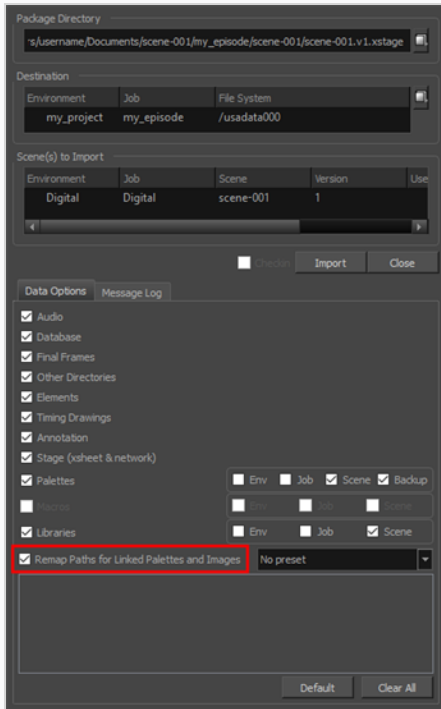 Package Directory
's/username/Documents/scene-001/my_episode/scene-001/scene-001.v1.xstage
Destination
Environment Job File System
my_project my_episode /usadata000
Scene(s) to Import
Environment Job Scene Version Use
Digital Digital scene-001 1
Checkin Import Close
Data Options Message Log
Audio
Database
Final Frames
Other Directories
Elements
Timing Drawings
Annotation
Stage (xsheet & network)
Palettes Env Job Scene Backup
Macros Env Job Scene
Libraries Env Job Scene
Remap Paths for Linked Palettes and Images No preset
Default Clear All